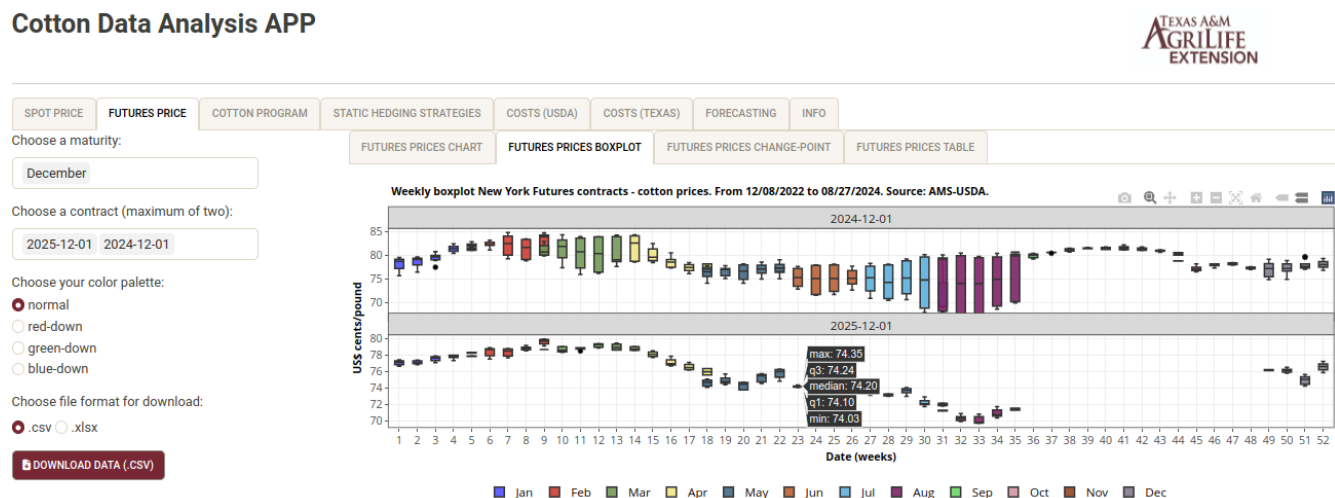 Cotton Data Analysis APP
TEXAS A&M
AGRILIFE
EXTENSION
SPOT PRICE FUTURES PRICE COTTON PROGRAM STATIC HEDGING STRATEGIES COSTS (USDA) COSTS (TEXAS) FORECASTING INFO
Choose a maturity:
December
Choose a contract (maximum of two):
2025-12-01 2024-12-01
Choose your color palette:
normal
red-down
green-down
blue-down
Choose file format for download:
.csv .xlsx
DOWNLOAD DATA (.CSV)
FUTURES PRICES CHART FUTURES PRICES BOXPLOT FUTURES PRICES CHANGE-POINT FUTURES PRICES TABLE
Weekly boxplot New York Futures contracts - cotton prices. From 12/08/2022 to 08/27/2024. Source: AMS-USDA.
2024-12-01
85
80
75
70
US$ cents/pound
2025-12-01
80
78
76
74
72
70
max: 74.35
q3: 74.24
median: 74.20
q1: 74.10
min: 74.03
1 2 3 4 5 6 7 8 9 10 11 12 13 14 15 16 17 18 19 20 21 22 23 24 25 26 27 28 29 30 31 32 33 34 35 36 37 38 39 40 41 42 43 44 45 46 47 48 49 50 51 52
Date (weeks)
Jan Feb Mar Apr May Jun Jul Aug Sep Oct Nov Dec